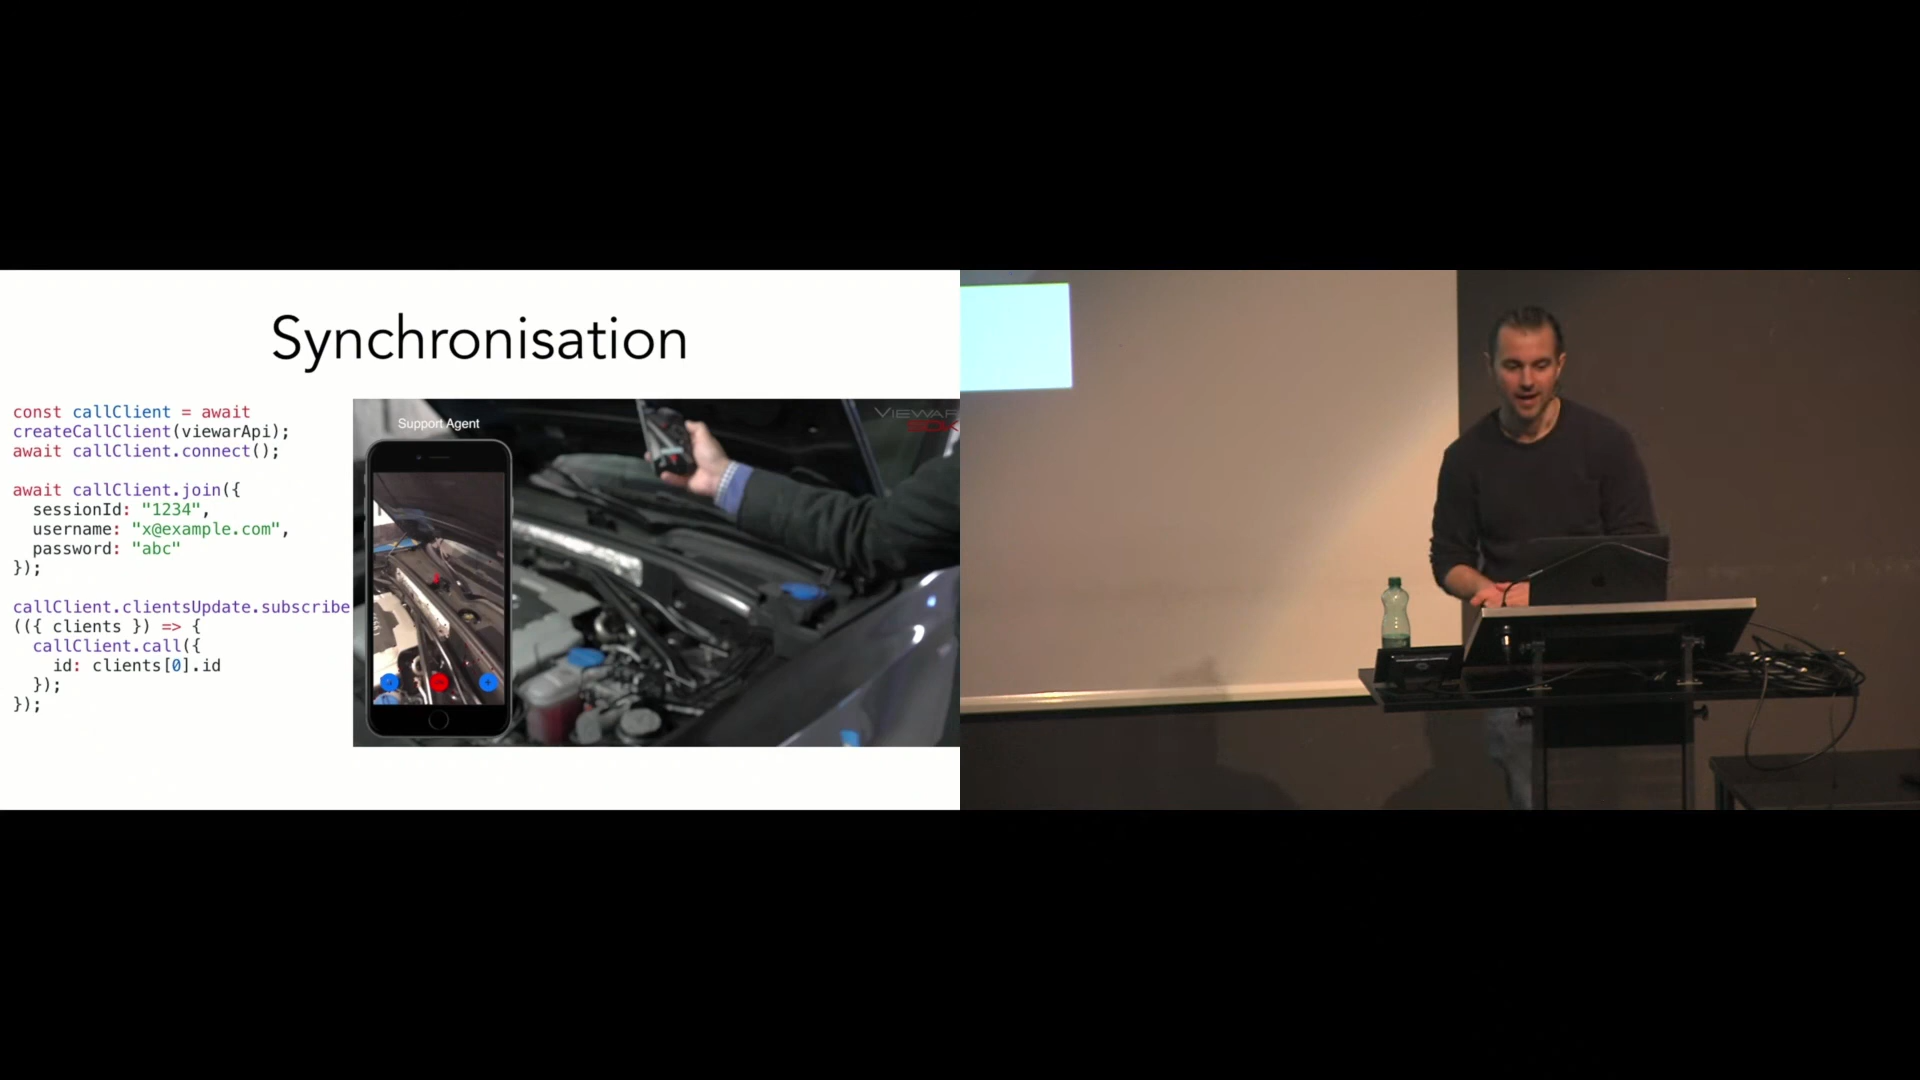 Synchronisation
const callClient = await
createCallClient(viewarApi);
await callClient.connect();
await callClient.join({
sessionId: "1234",
username: "x@example.com",
password: "abc"
});
callClient.clientsUpdate.subscribe
(({ clients }) => {
callClient.call({
id: clients[0].id
});
});
Support Agent
VIEWAR